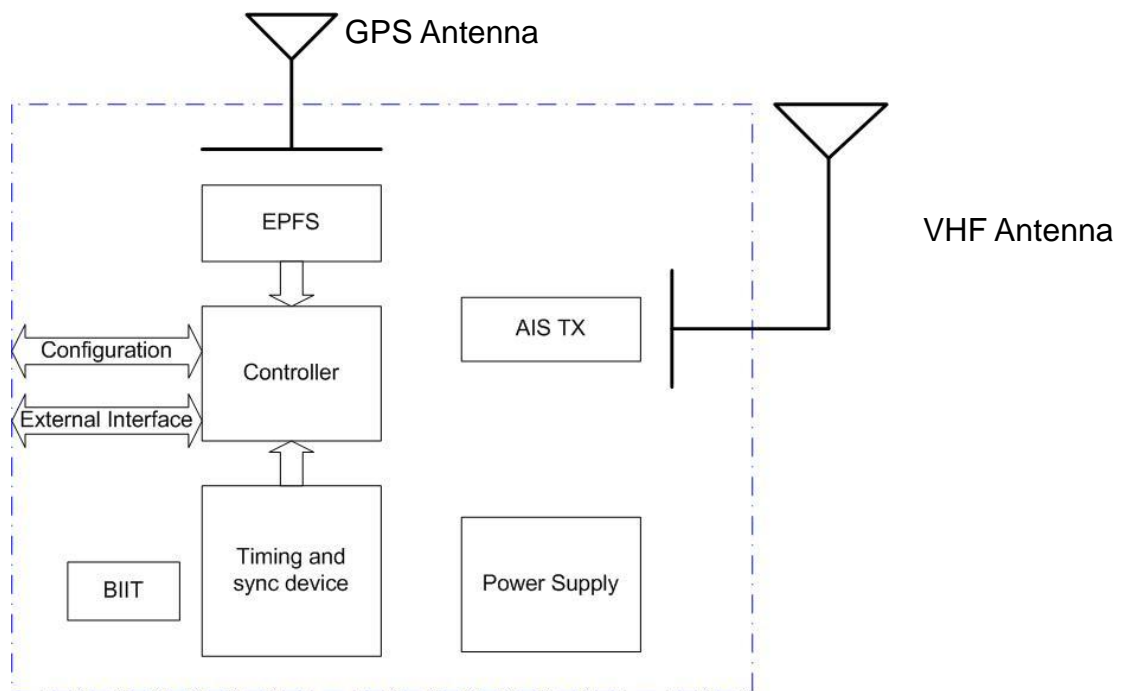 GPS Antenna
EPFS
VHF Antenna
AIS TX
Configuration
Controller
External Interface
Timing and
sync device
BIIT
Power Supply